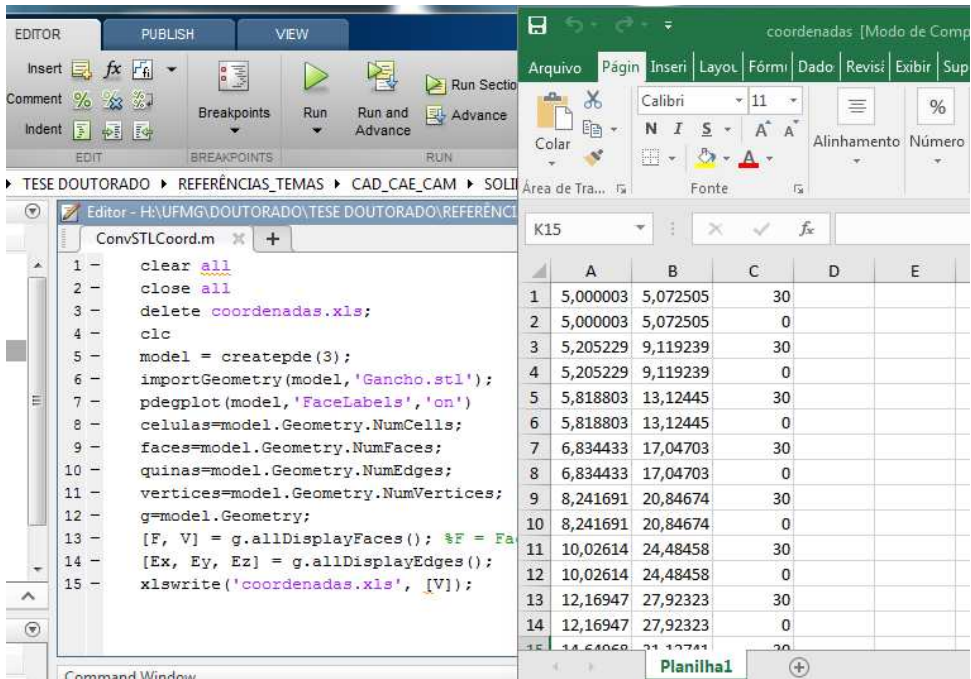 EDITOR PUBLISH VIEW
Insert fx fi
Comment
Indent
Breakpoints
Run
Run and
Advance
Run Sectio
Advance
EDIT BREAKPOINTS RUN
TESE DOUTORADO ▸ REFERÊNCIAS_TEMAS ▸ CAD_CAE_CAM ▸ SOLI
Editor - H:\UFMG\DOUTORADO\TESE DOUTORADO\REFERÊNCI
ConvSTLCoord.m × +
1 – clear all
2 – close all
3 – delete coordenadas.xls;
4 – clc
5 – model = createpde(3);
6 – importGeometry(model,'Gancho.stl');
7 – pdegplot(model,'FaceLabels','on')
8 – celulas=model.Geometry.NumCells;
9 – faces=model.Geometry.NumFaces;
10 – quinas=model.Geometry.NumEdges;
11 – vertices=model.Geometry.NumVertices;
12 – g=model.Geometry;
13 – [F, V] = g.allDisplayFaces(); %F = Fa
14 – [Ex, Ey, Ez] = g.allDisplayEdges();
15 – xlswrite('coordenadas.xls', [V]);
Command Window
coordenadas [Modo de Comp
Arquivo Págin Inseri Layou Fórmu Dado: Revisã Exibir Sup
Colar
Calibri 11
N I S A A
A
Alinhamento
%
Número
Área de Tra... Fonte
K15 fx
A B C D E
1 5,000003 5,072505 30
2 5,000003 5,072505 0
3 5,205229 9,119239 30
4 5,205229 9,119239 0
5 5,818803 13,12445 30
6 5,818803 13,12445 0
7 6,834433 17,04703 30
8 6,834433 17,04703 0
9 8,241691 20,84674 30
10 8,241691 20,84674 0
11 10,02614 24,48458 30
12 10,02614 24,48458 0
13 12,16947 27,92323 30
14 12,16947 27,92323 0
Planilha1